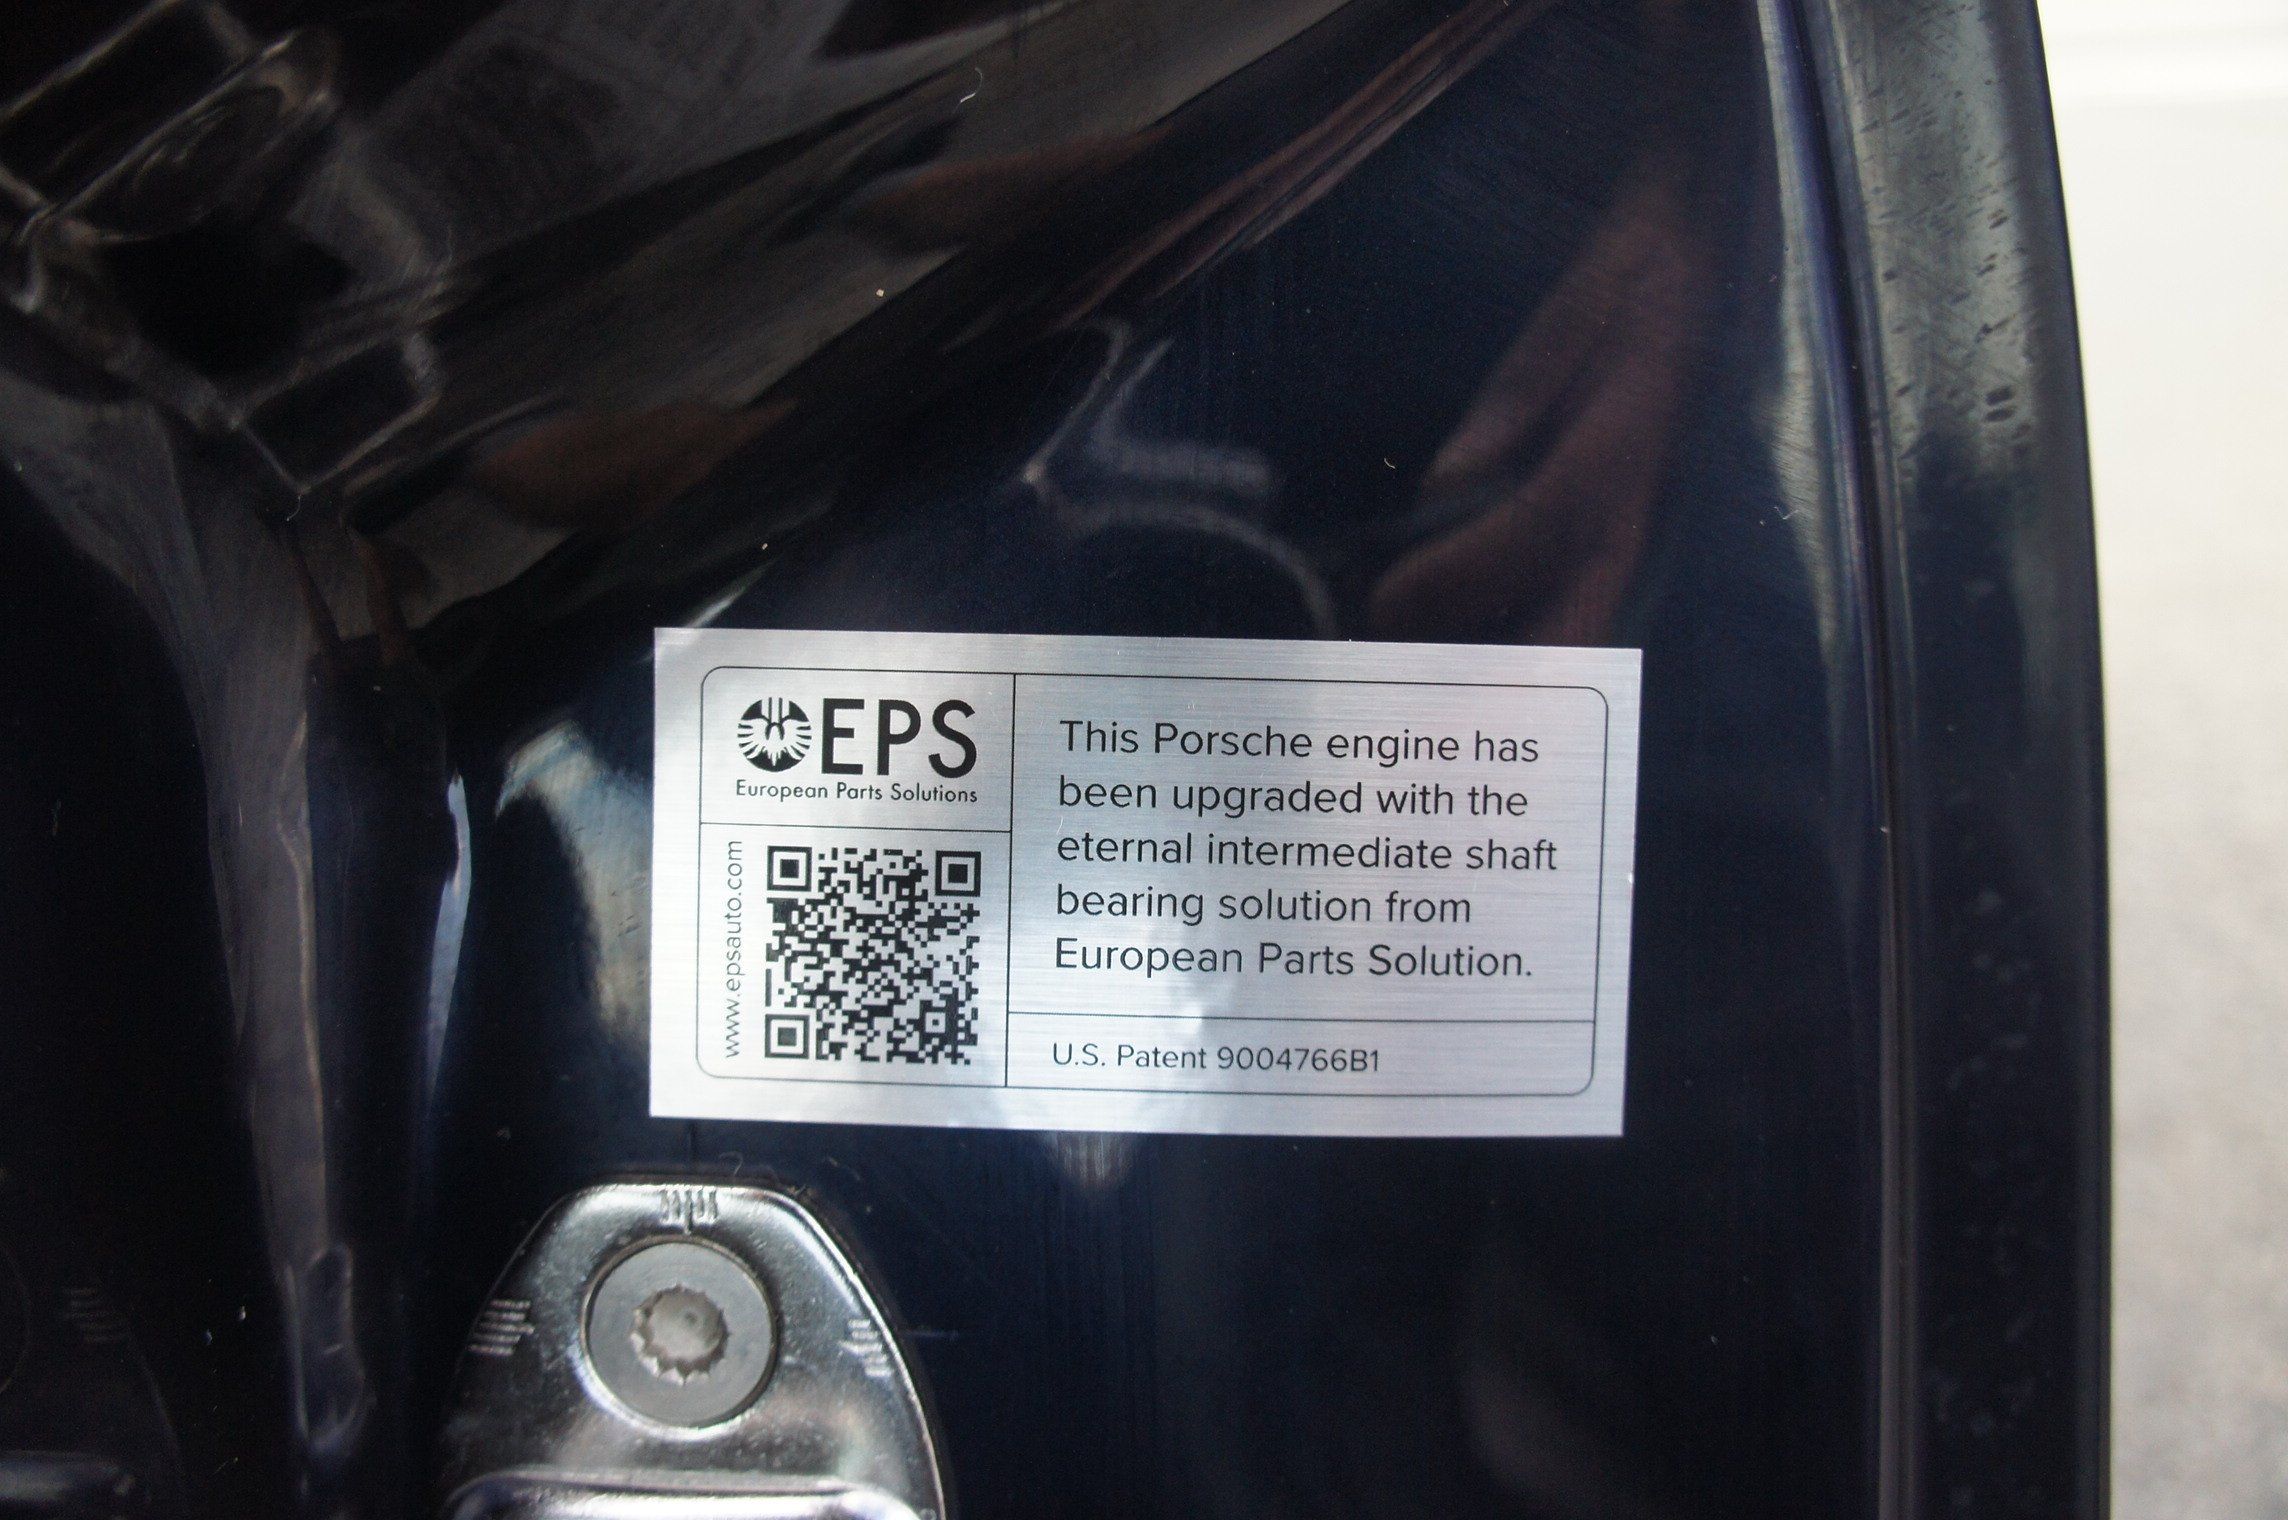 EPS
European Parts Solutions
www.epsauto.com
This Porsche engine has
been upgraded with the
eternal intermediate shaft
bearing solution from
European Parts Solution.
U.S. Patent 9004766B1